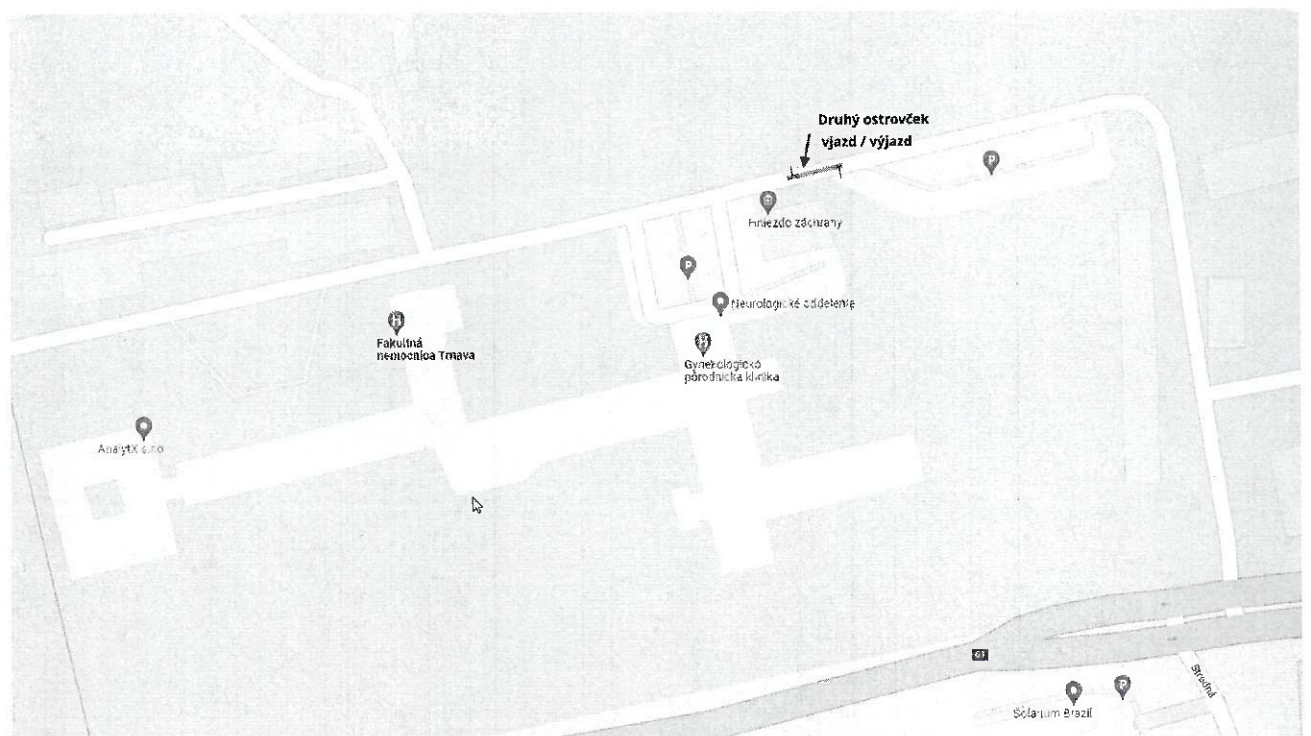 Druhý ostrovček
vjazd / výjazd
P
Hniezdo záchrany
P
Neurologické oddelenie
H
Fakultná
nemocnica Trnava
H
Gynekologicko
pôrodnícka klinika
AnalytX s.r.o
61
Stredná
P
Solárium Brazil